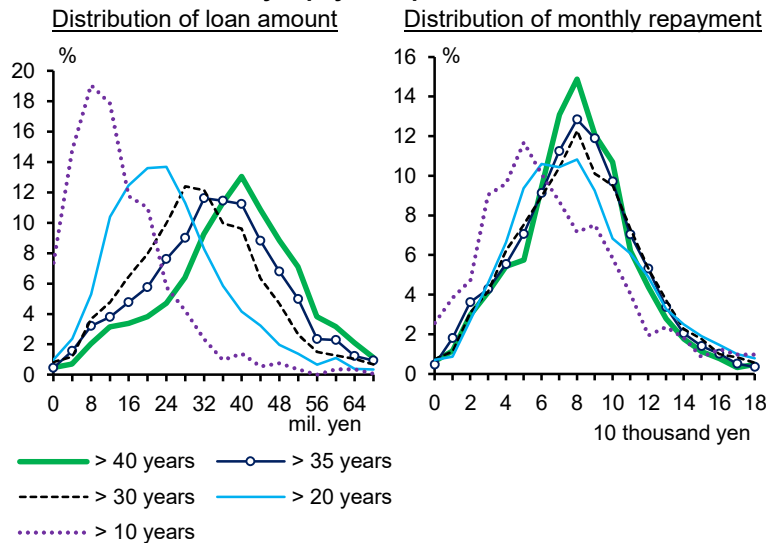 Distribution of loan amount
%
20
18
16
14
12
10
8
6
4
2
0
0 8 16 24 32 40 48 56 64
mil. yen
Distribution of monthly repayment
%
16
14
12
10
8
6
4
2
0
0 2 4 6 8 10 12 14 16 18
10 thousand yen
> 40 years > 35 years
> 30 years > 20 years
> 10 years